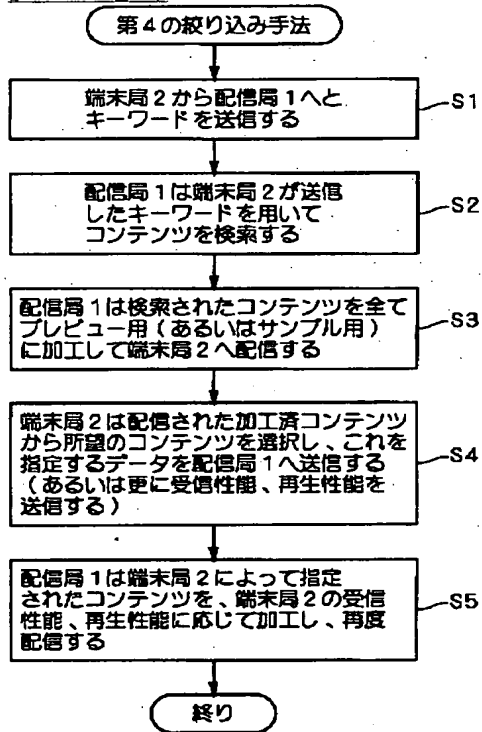 第4の絞り込み手法
端末局2から配信局1へと
キーワードを送信する
S1
配信局1は端末局2が送信
したキーワードを用いて
コンテンツを検索する
S2
配信局1は検索されたコンテンツを全て
プレビュー用(あるいはサンプル用)
に加工して端末局2へ配信する
S3
端末局2は配信された加工済コンテンツ
から所望のコンテンツを選択し、これを
指定するデータを配信局1へ送信する
(あるいは更に受信性能、再生性能を
送信する)
S4
配信局1は端末局2によって指定
されたコンテンツを、端末局2の受信
性能、再生性能に応じて加工し、再度
配信する
S5
終り